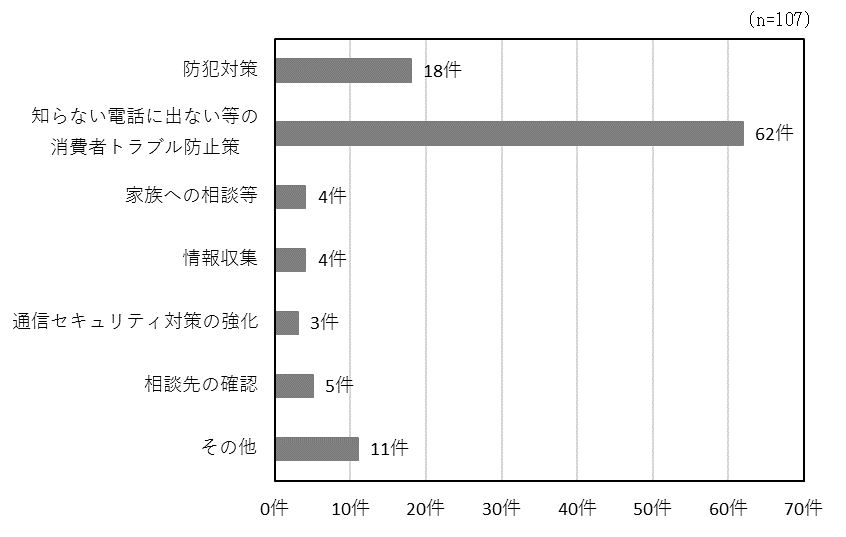 (n=107)
防犯対策
18件
知らない電話に出ない等の
消費者トラブル防止策
62件
家族への相談等
4件
情報収集
4件
通信セキュリティ対策の強化
3件
相談先の確認
5件
その他
11件
0件 10件 20件 30件 40件 50件 60件 70件